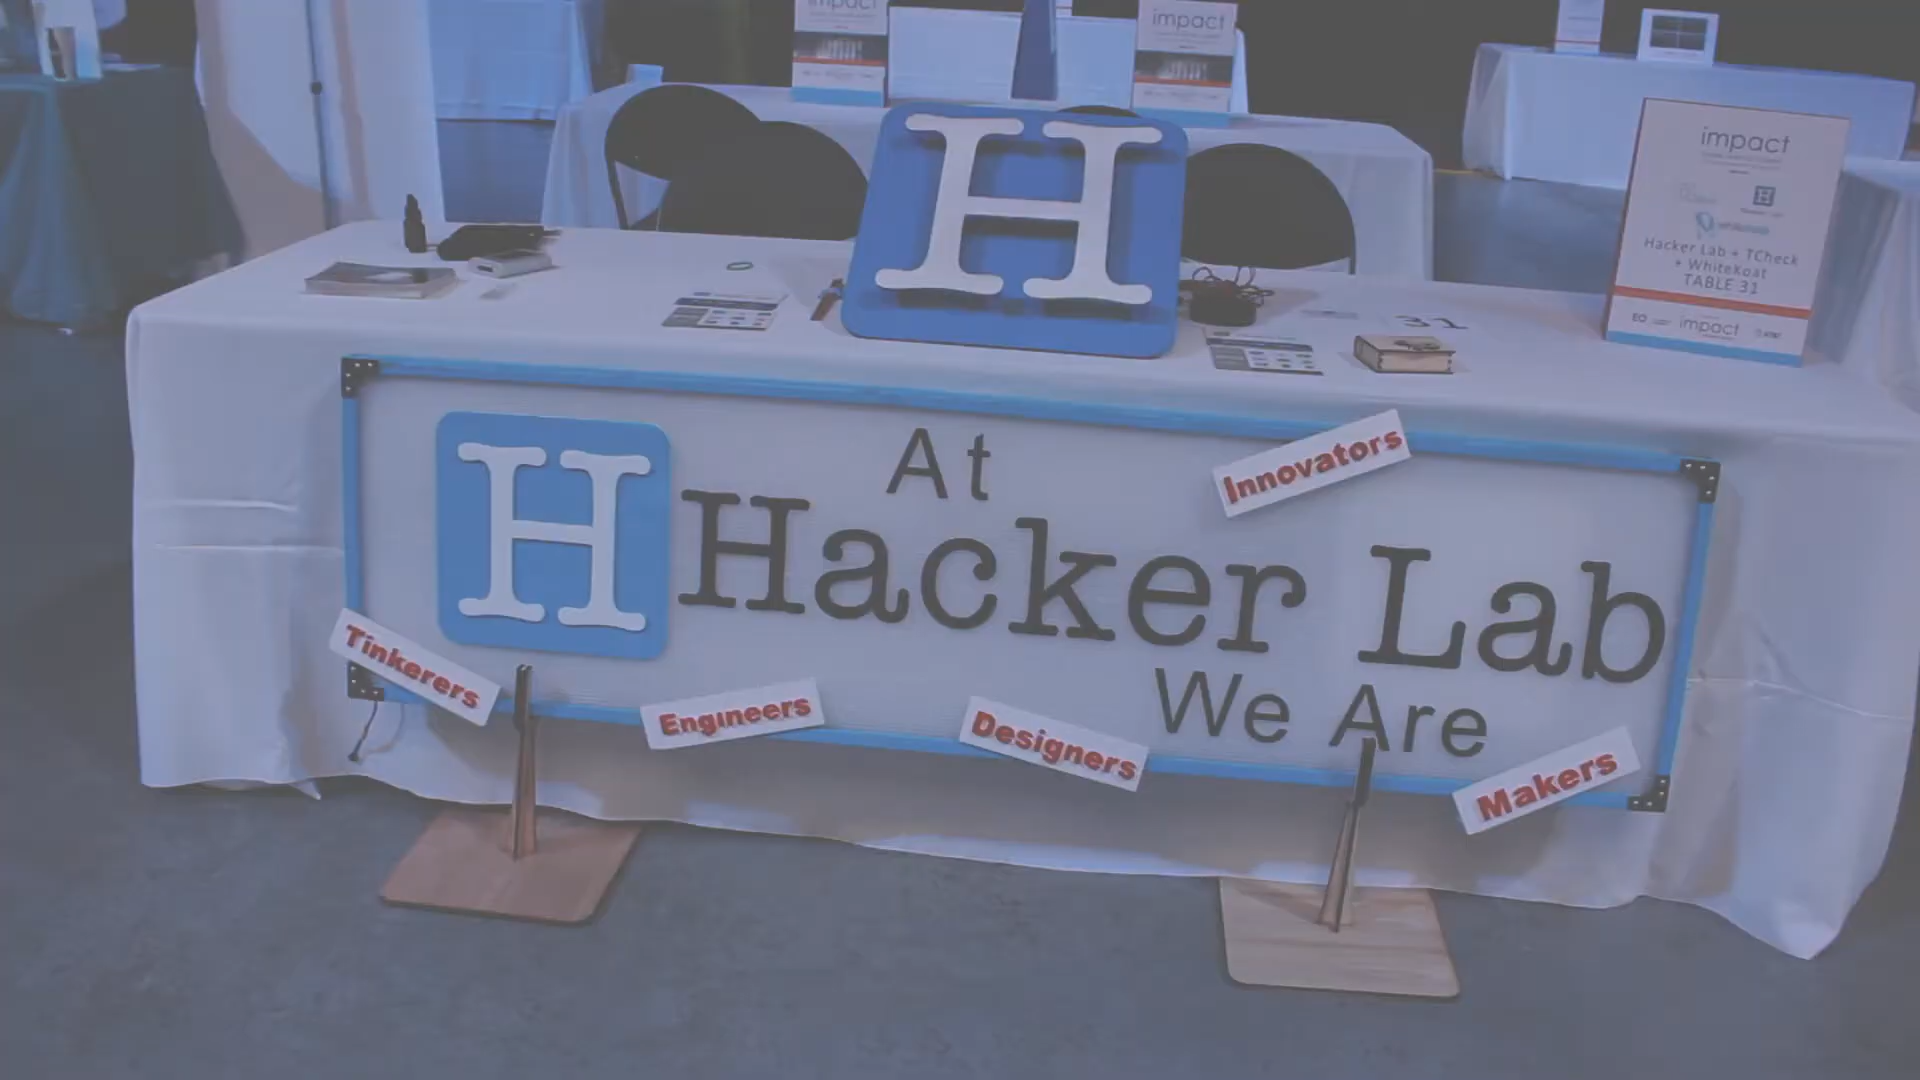 impact
impact
H
impact
Hacker Lab + TCheck
+ WhiteKoat
TABLE 31
EO
impact
31
H
At
Hacker Lab
We Are
Innovators
Tinkerers
Engineers
Designers
Makers